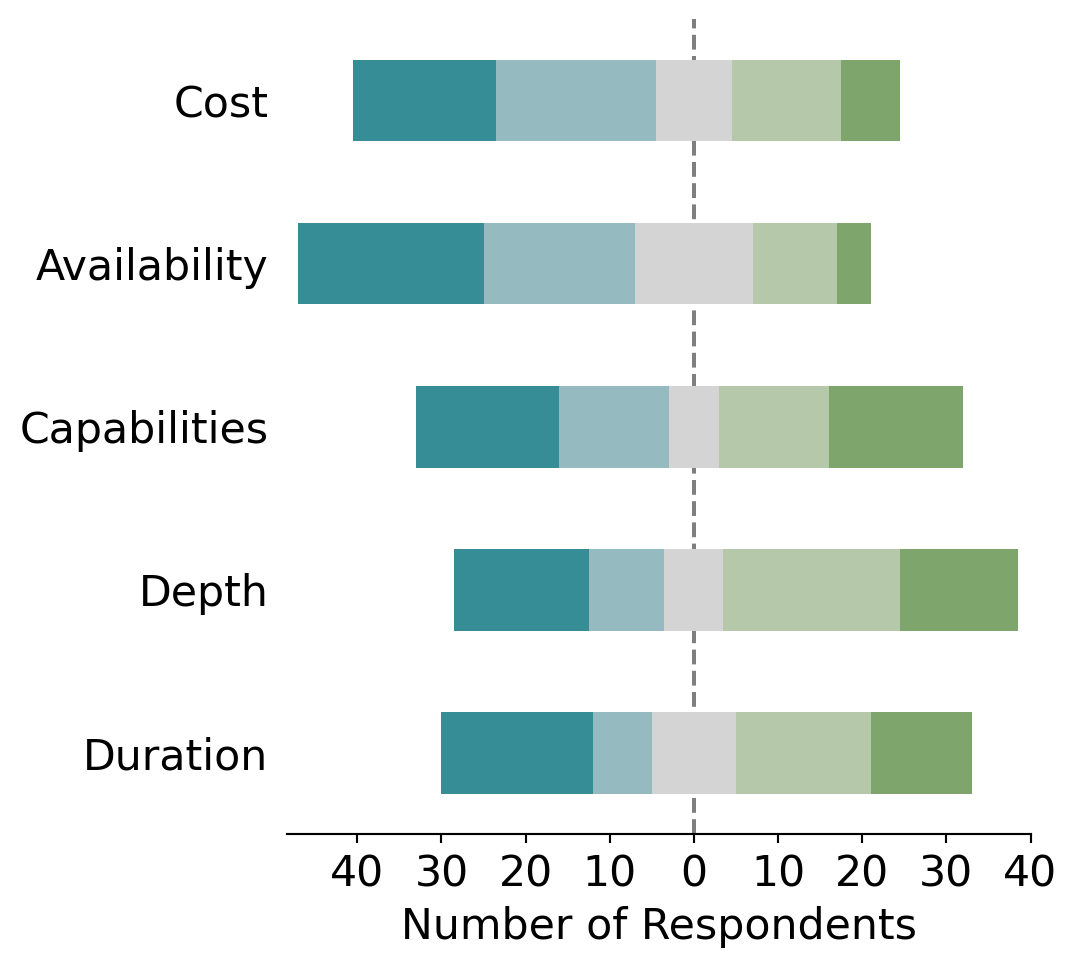 Cost
Availability
Capabilities
Depth
Duration
40 30 20 10 0 10 20 30 40
Number of Respondents